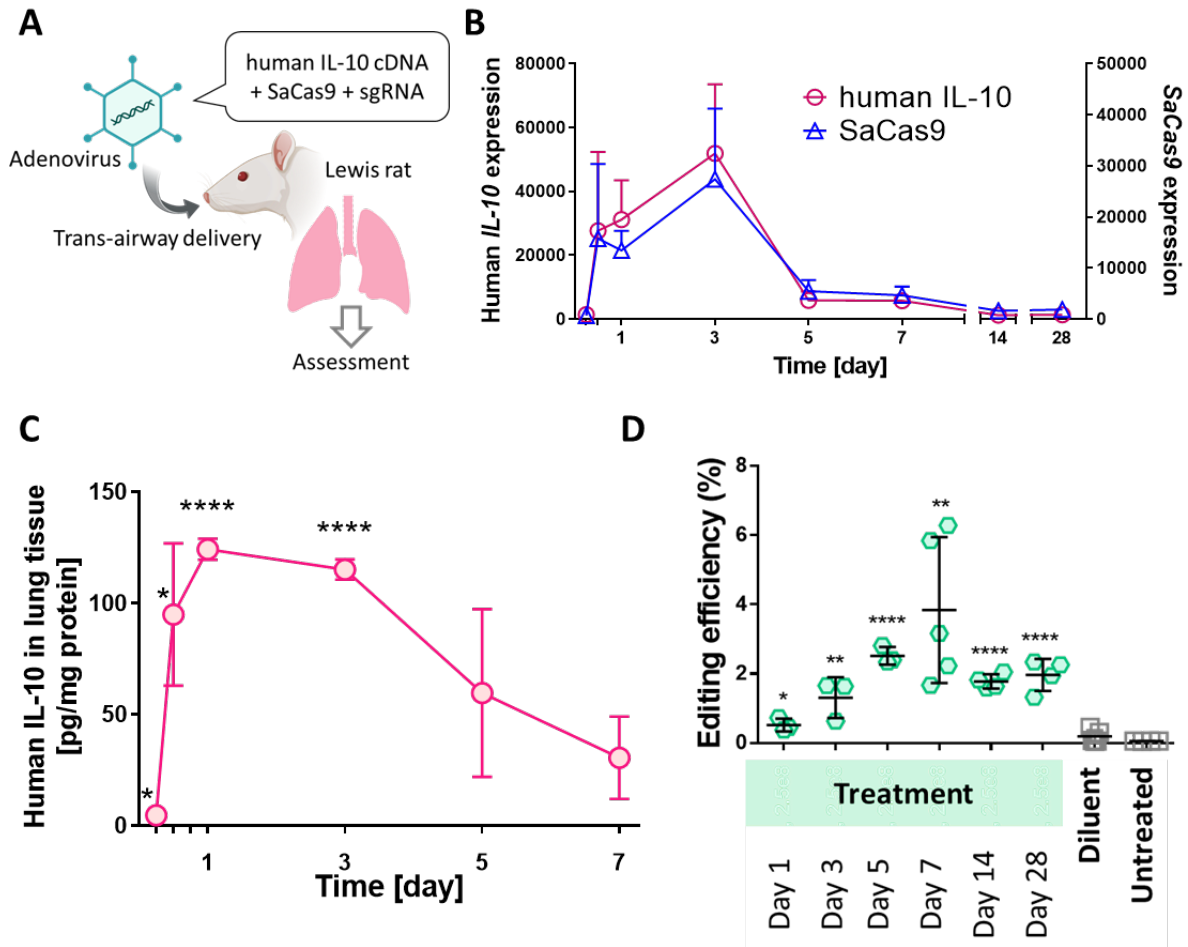 A
human IL-10 cDNA
+ SaCas9 + sgRNA
Adenovirus
Lewis rat
Trans-airway delivery
Assessment
B
Human IL-10 expression
80000
60000
40000
20000
0
human IL-10
SaCas9
50000
40000
30000
20000
10000
0
SaCas9 expression
1
3
5
7
14
28
Time [day]
C
Human IL-10 in lung tissue
[pg/mg protein]
150
100
50
0
*
*
****
****
1
3
5
7
Time [day]
D
Editing efficiency (%)
8
6
4
2
0
*
**
****
**
****
****
Treatment
Day 1
Day 3
Day 5
Day 7
Day 14
Day 28
Diluent
Untreated